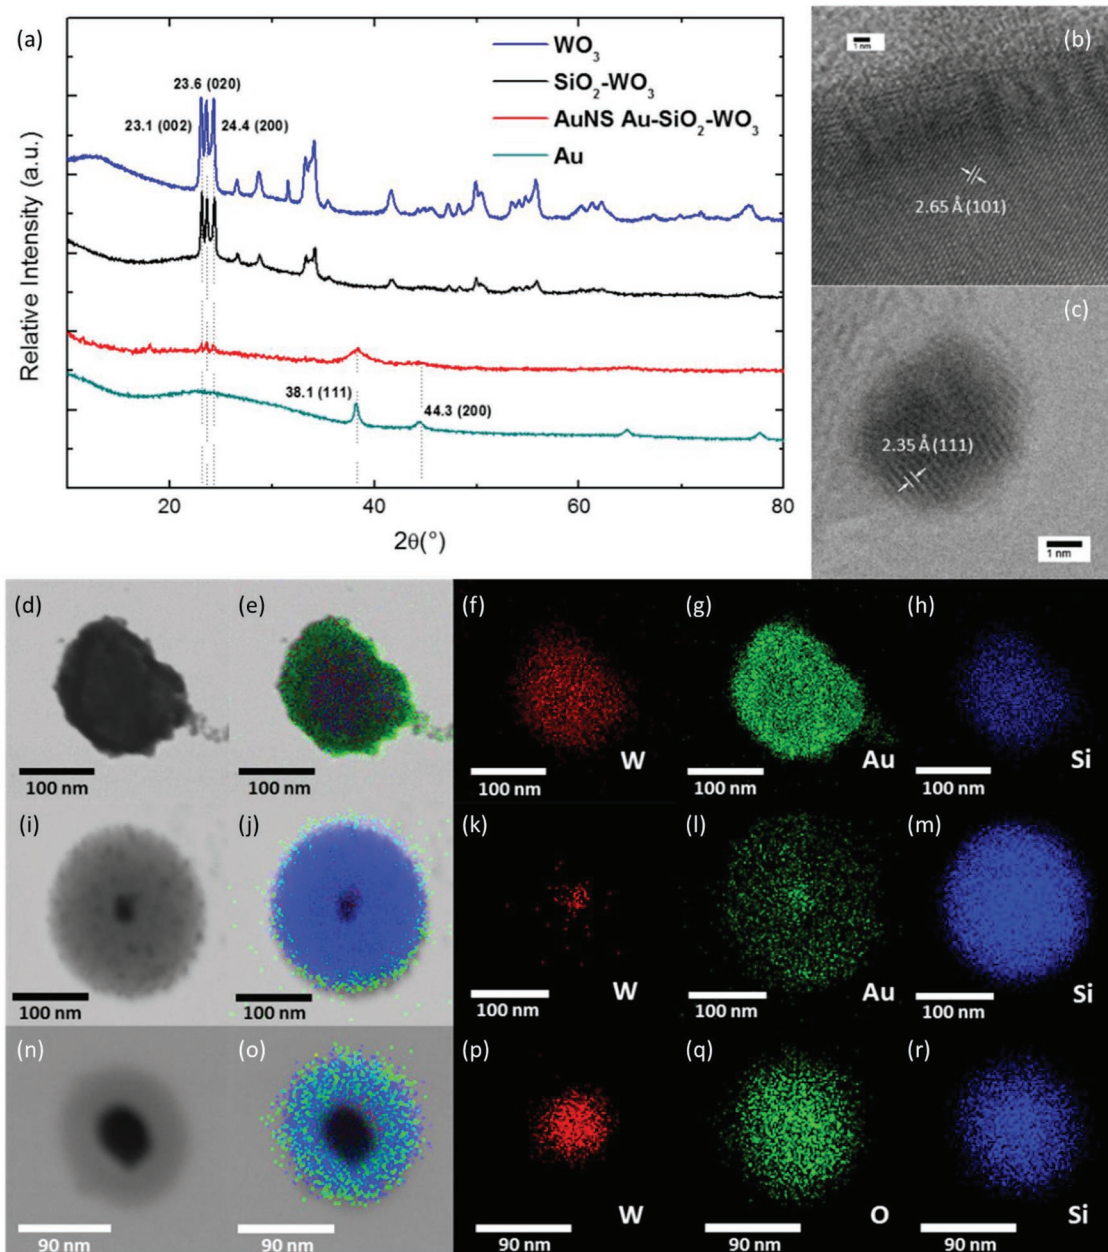 (a)
WO3
SiO2-WO3
AuNS Au-SiO2-WO3
Au
23.6 (020)
23.1 (002)
24.4 (200)
38.1 (111)
44.3 (200)
Relative Intensity (a.u.)
20
40
60
80
2θ(°)
(b)
1 nm
2.65 Å (101)
(c)
2.35 Å (111)
1 nm
(d)
100 nm
(e)
100 nm
(f)
100 nm
W
(g)
100 nm
Au
(h)
100 nm
Si
(i)
100 nm
(j)
100 nm
(k)
100 nm
W
(l)
100 nm
Au
(m)
100 nm
Si
(n)
90 nm
(o)
90 nm
(p)
90 nm
W
(q)
90 nm
O
(r)
90 nm
Si